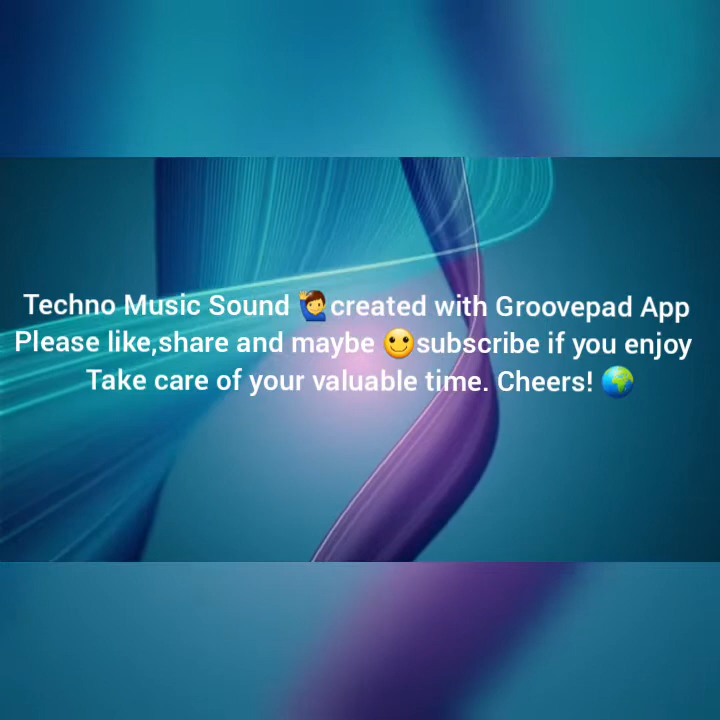 Techno Music Sound 🙋‍♂️created with Groovepad App
Please like,share and maybe 🙂subscribe if you enjoy
Take care of your valuable time. Cheers! 🌍